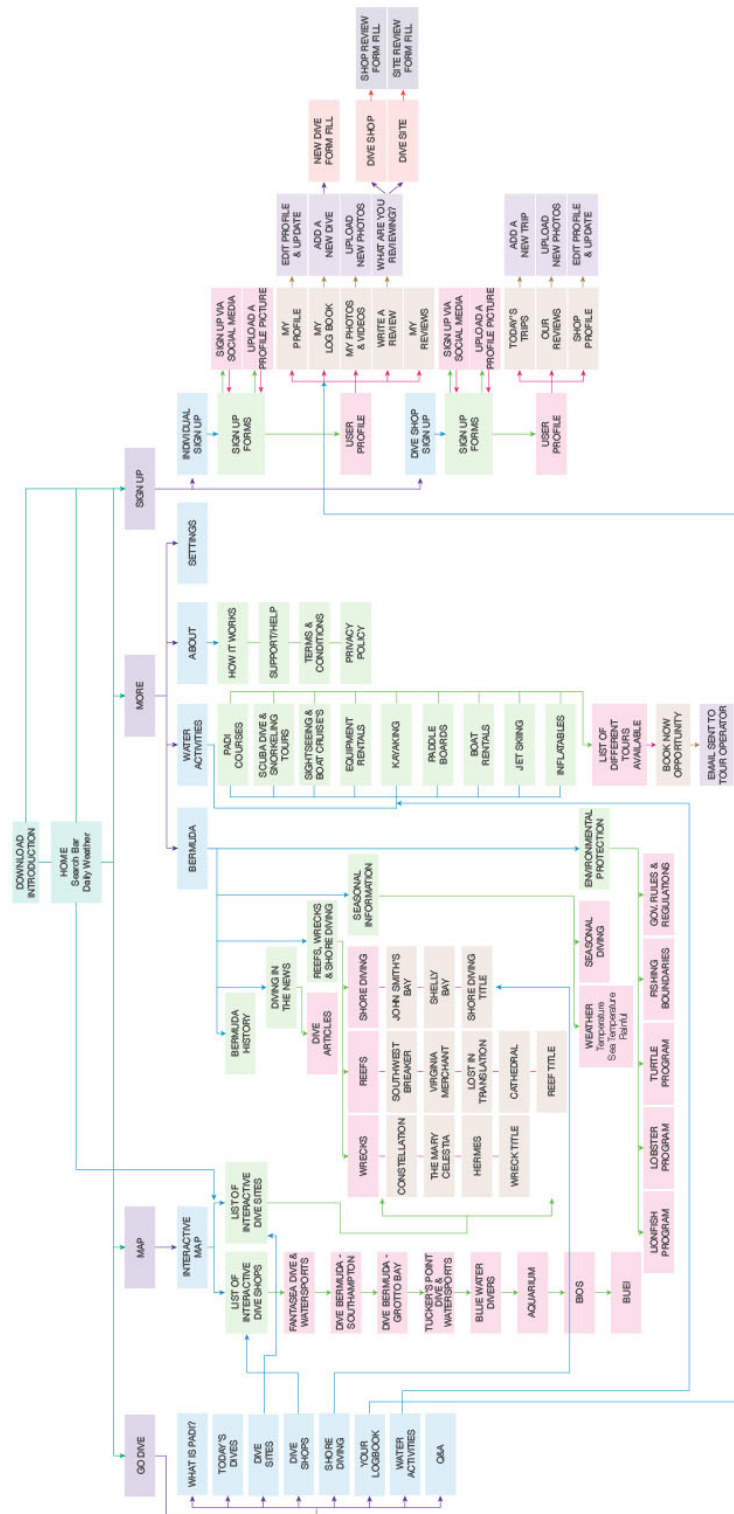 DOWNLOAD
INTRODUCTION
HOME
Search Bar
Daily Weather
GO DIVE
MAP
MORE
SIGN UP
WHAT IS PADI?
TODAY'S
DIVES
DIVE
SITES
DIVE
SHOPS
SHORE
DIVING
YOUR
LOGBOOK
WATER
ACTIVITIES
Q&A
INTERACTIVE
MAP
LIST OF
INTERACTIVE
DIVE SHOPS
LIST OF
INTERACTIVE
DIVE SITES
FANTASEA DIVE &
WATERSPORTS
DIVE BERMUDA -
SOUTHAMPTON
DIVE BERMUDA -
GROTTO BAY
TUCKER'S POINT
DIVE &
WATERSPORTS
BLUE WATER
DIVERS
AQUARIUM
BIOS
BUEI
BERMUDA
WATER
ACTIVITIES
ABOUT
SETTINGS
BERMUDA
HISTORY
DIVING IN
THE NEWS
DIVE
ARTICLES
REEFS, WRECKS
& SHORE DIVING
WRECKS
CONSTELLATION
THE MARY
CELESTIA
HERMES
WRECK TITLE
REEFS
SOUTHWEST
BREAKER
VIRGINIA
MERCHANT
LOST IN
TRANSLATION
CATHEDRAL
REEF TITLE
SHORE DIVING
JOHN SMITH'S
BAY
SHELLY
BAY
SHORE DIVING
TITLE
SEASONAL
INFORMATION
WEATHER
Temperature
Sea Temperature
Rainful
SEASONAL
DIVING
ENVIRONMENTAL
PROTECTION
LIONFISH
PROGRAM
LOBSTER
PROGRAM
TURTLE
PROGRAM
FISHING
BOUNDARIES
GOV. RULES &
REGULATIONS
PADI
COURSES
SCUBA DIVE &
SNORKELING
TOURS
SIGHTSEEING &
BOAT CRUISE'S
EQUIPMENT
RENTALS
KAYAKING
PADDLE
BOARDS
BOAT
RENTALS
JET SKIING
INFLATABLES
LIST OF
DIFFERENT
TOURS
AVAILABLE
BOOK NOW
OPPORTUNITY
EMAIL SENT TO
TOUR OPERATOR
HOW IT WORKS
SUPPORT/HELP
TERMS &
CONDITIONS
PRIVACY
POLICY
INDIVIDUAL
SIGN UP
SIGN UP
FORMS
SIGN UP VIA
SOCIAL MEDIA
UPLOAD A
PROFILE PICTURE
USER
PROFILE
MY
PROFILE
EDIT PROFILE
& UPDATE
MY
LOG BOOK
ADD A
NEW DIVE
NEW DIVE
FORM FILL
MY PHOTOS
& VIDEOS
UPLOAD
NEW PHOTOS
WRITE A
REVIEW
WHAT ARE YOU
REVIEWING?
DIVE SHOP
SHOP REVIEW
FORM FILL
DIVE SITE
SITE REVIEW
FORM FILL
MY
REVIEWS
DIVE SHOP
SIGN UP
SIGN UP
FORMS
SIGN UP VIA
SOCIAL MEDIA
UPLOAD A
PROFILE PICTURE
USER
PROFILE
TODAY'S
TRIPS
ADD A
NEW TRIP
OUR
REVIEWS
UPLOAD
NEW PHOTOS
SHOP
PROFILE
EDIT PROFILE
& UPDATE